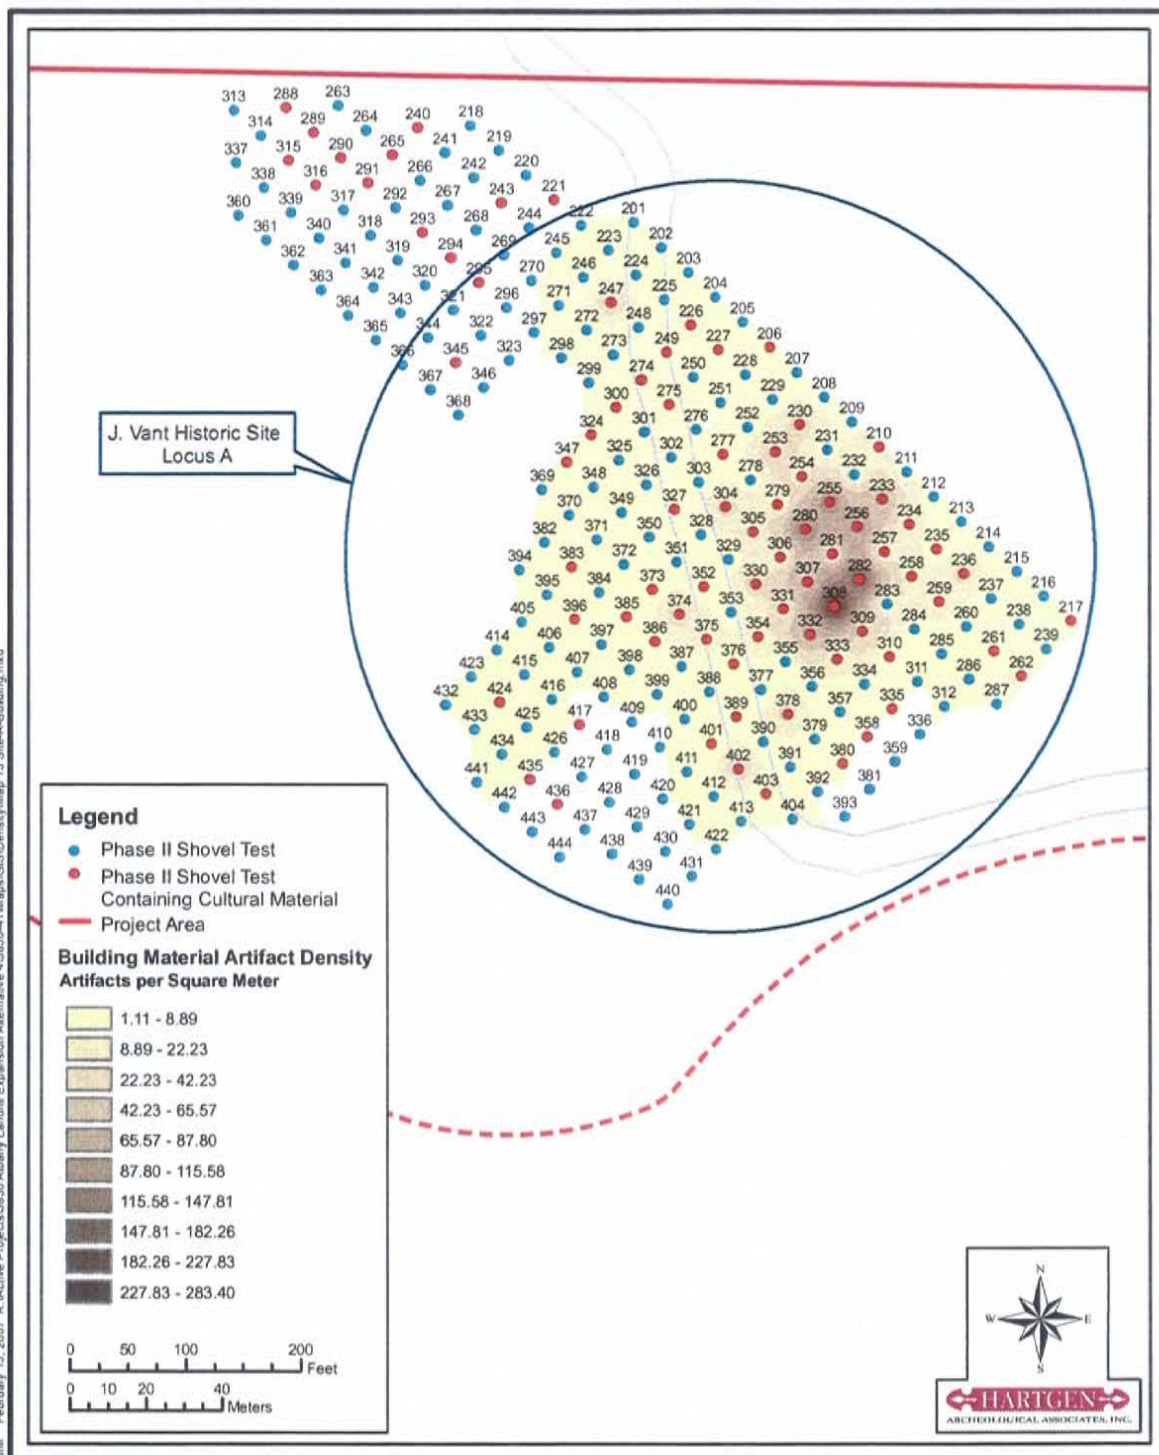 313 288 263
314 289 264 240 218
337 315 290 265 241 219
338 316 291 266 242 220
360 339 317 292 267 243 221
361 340 318 293 268 244 222 201
362 341 319 294 269 245 223 202
363 342 320 295 270 246 224 203
364 343 321 296 271 247 225 204
365 344 322 297 272 248 226 205
366 345 323 298 273 249 227 206
367 346 299 274 250 228 207
368 300 275 251 229 208
324 301 276 252 230 209
J. Vant Historic Site
Locus A
347 325 302 277 253 231 210
369 348 326 303 278 254 232 211
370 349 327 304 279 255 233 212
382 371 350 328 305 280 256 234 213
394 383 372 351 329 306 281 257 235 214
395 384 373 352 330 307 282 258 236 215
405 396 385 374 353 331 308 283 259 237 216
414 406 397 386 375 354 332 309 284 260 238 217
423 415 407 398 387 376 355 333 310 285 261 239
432 424 416 408 399 388 377 356 334 311 286 262
433 425 417 409 400 389 378 357 335 312 287
434 426 418 410 401 390 379 358 336
441 435 427 419 411 402 391 380 359
442 436 428 420 412 403 392 381
443 437 429 421 413 404 393
444 438 430 422
439 431
440
Legend
Phase II Shovel Test
Phase II Shovel Test
Containing Cultural Material
Project Area
Building Material Artifact Density
Artifacts per Square Meter
1.11 - 8.89
8.89 - 22.23
22.23 - 42.23
42.23 - 65.57
65.57 - 87.80
87.80 - 115.58
115.58 - 147.81
147.81 - 182.26
182.26 - 227.83
227.83 - 283.40
0 50 100 200
Feet
0 10 20 40
Meters
N
W E
S
HARTGEN
ARCHEOLOGICAL ASSOCIATES, INC.